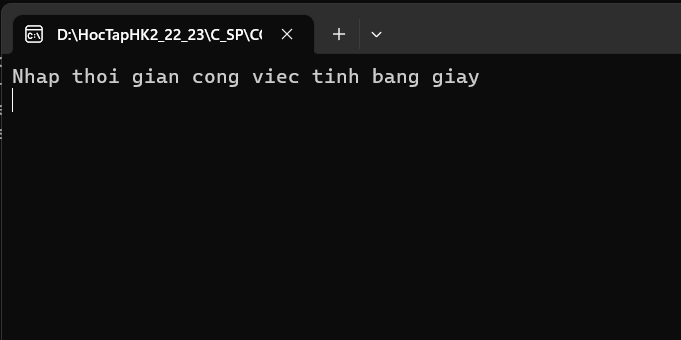 D:\HocTapHK2_22_23\C_SP\C
Nhap thoi gian cong viec tinh bang giay